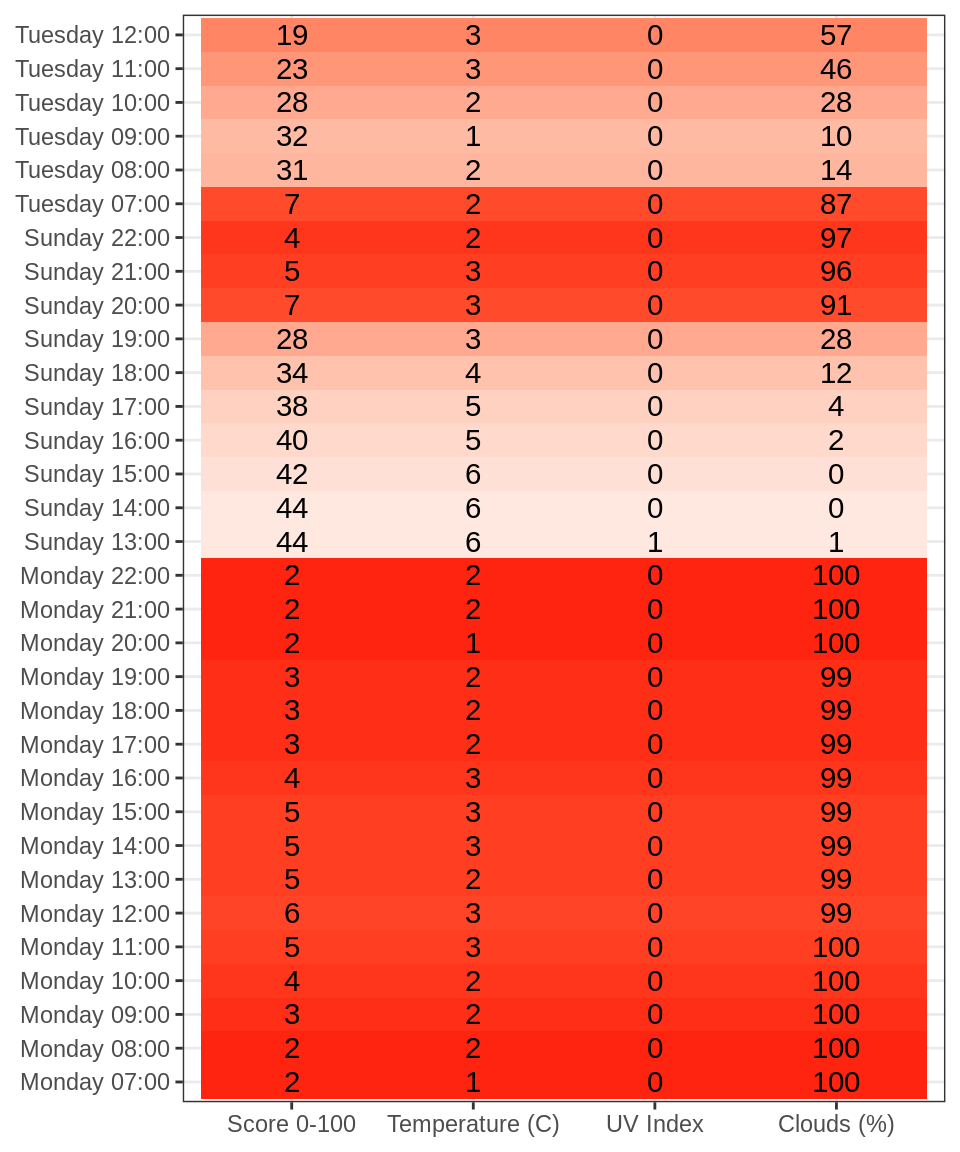 Tuesday 12:00 19 3 0 57
Tuesday 11:00 23 3 0 46
Tuesday 10:00 28 2 0 28
Tuesday 09:00 32 1 0 10
Tuesday 08:00 31 2 0 14
Tuesday 07:00 7 2 0 87
Sunday 22:00 4 2 0 97
Sunday 21:00 5 3 0 96
Sunday 20:00 7 3 0 91
Sunday 19:00 28 3 0 28
Sunday 18:00 34 4 0 12
Sunday 17:00 38 5 0 4
Sunday 16:00 40 5 0 2
Sunday 15:00 42 6 0 0
Sunday 14:00 44 6 0 0
Sunday 13:00 44 6 1 1
Monday 22:00 2 2 0 100
Monday 21:00 2 2 0 100
Monday 20:00 2 1 0 100
Monday 19:00 3 2 0 99
Monday 18:00 3 2 0 99
Monday 17:00 3 2 0 99
Monday 16:00 4 3 0 99
Monday 15:00 5 3 0 99
Monday 14:00 5 3 0 99
Monday 13:00 5 2 0 99
Monday 12:00 6 3 0 99
Monday 11:00 5 3 0 100
Monday 10:00 4 2 0 100
Monday 09:00 3 2 0 100
Monday 08:00 2 2 0 100
Monday 07:00 2 1 0 100
Score 0-100 Temperature (C) UV Index Clouds (%)